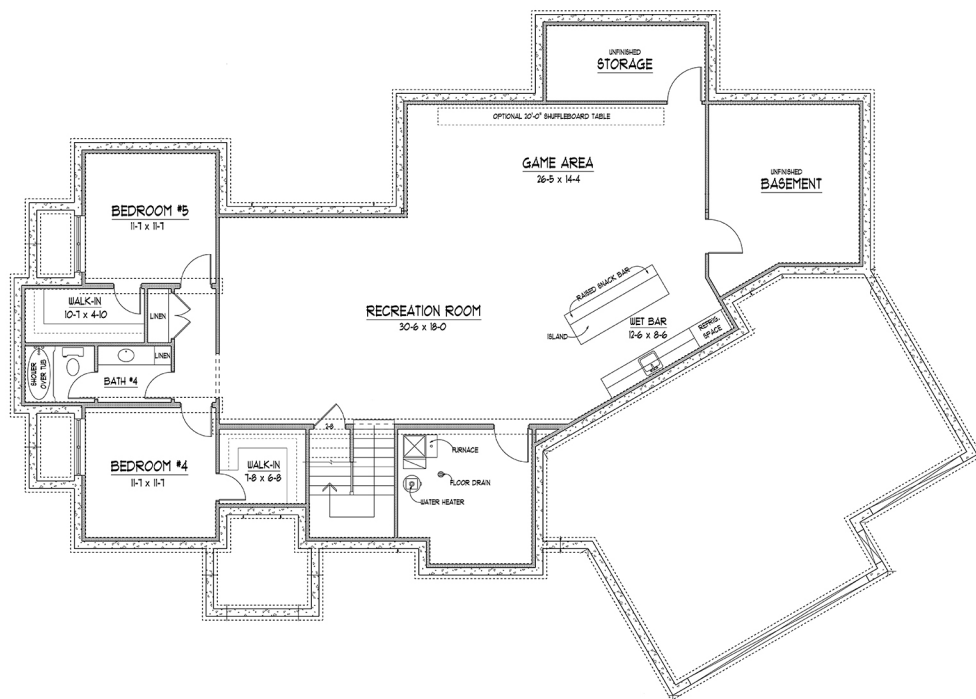 UNFINISHED
STORAGE
OPTIONAL 20'-0" SHUFFLEBOARD TABLE
GAME AREA
26-5 x 14-4
UNFINISHED
BASEMENT
BEDROOM #5
11-7 x 11-7
WALK-IN
10-7 x 4-10
LINEN
RECREATION ROOM
30-6 x 18-0
RAISED SNACK BAR
ISLAND
WET BAR
12-6 x 8-6
REFRIG.
SPACE
SHOWER
OVER TUB
LINEN
BATH #4
BEDROOM #4
11-7 x 11-7
WALK-IN
7-8 x 6-8
2-8
FURNACE
FLOOR DRAIN
WATER HEATER